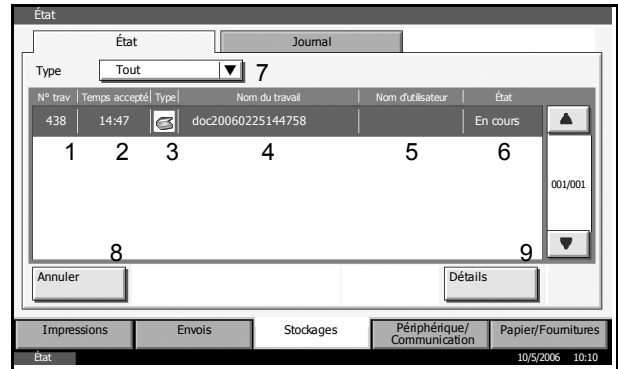 État
État Journal
Type Tout 7
N° trav Temps accepté Type Nom du travail Nom d'utilisateur État
438 14:47 doc20060225144758 En cours
1 2 3 4 5 6
001/001
8 9
Annuler Détails
Impressions Envois Stockages Périphérique/Communication Papier/Fournitures
État 10/5/2006 10:10